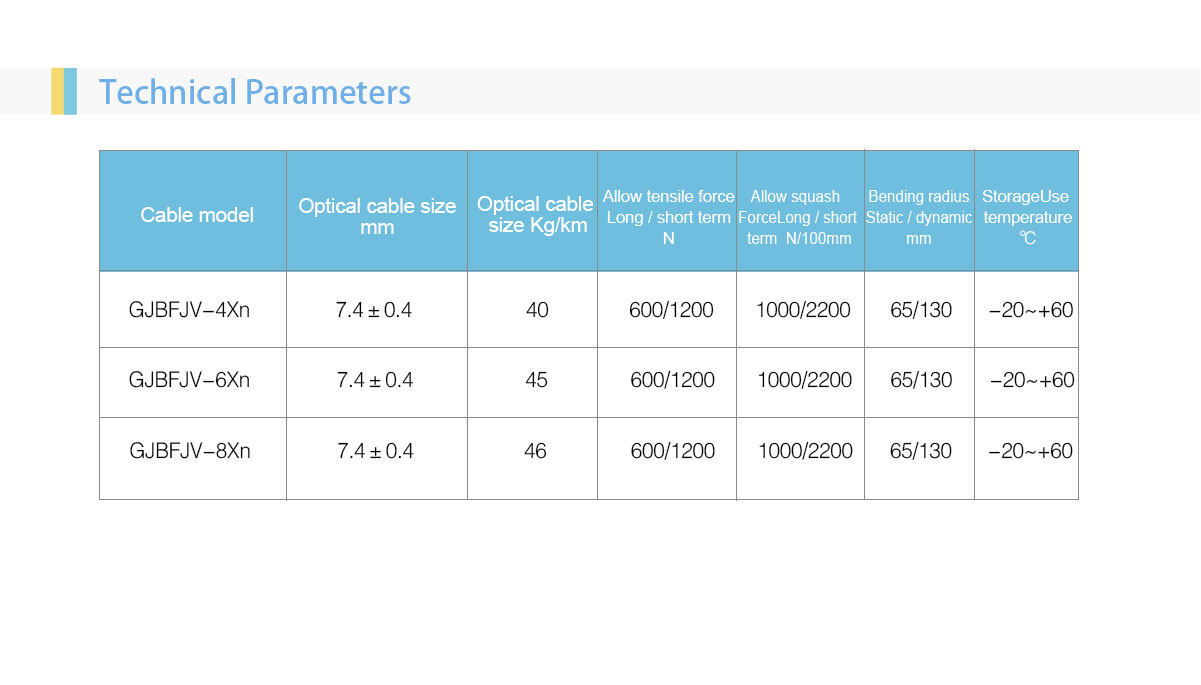 Technical Parameters
Cable model
Optical cable size
mm
Optical cable
size Kg/km
Allow tensile force
Long / short term
N
Allow squash
ForceLong / short
term N/100mm
Bending radius
Static / dynamic
mm
StorageUse
temperature
℃
GJBFJV-4Xn 7.4±0.4 40 600/1200 1000/2200 65/130 -20~+60
GJBFJV-6Xn 7.4±0.4 45 600/1200 1000/2200 65/130 -20~+60
GJBFJV-8Xn 7.4±0.4 46 600/1200 1000/2200 65/130 -20~+60